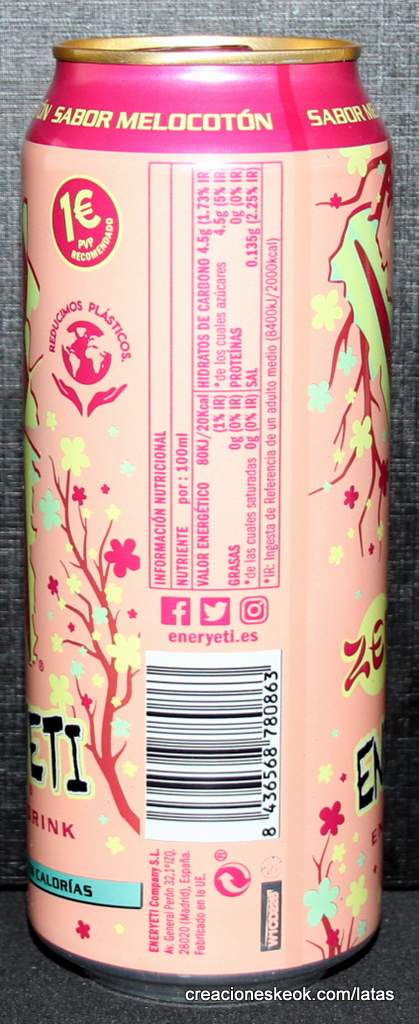 SABOR MELOCOTÓN
SABOR
1€
PVP
RECOMENDADO
REDUCIMOS PLÁSTICOS.
INFORMACIÓN NUTRICIONAL
NUTRIENTE por: 100ml
VALOR ENERGÉTICO 80KJ/20Kcal
(1% IR)
GRASAS 0g (0% IR)
*de las cuales saturadas 0g (0% IR)
HIDRATOS DE CARBONO 4.5g (1.73% IR)
*de los cuales azúcares 4.5g (5% IR)
PROTEÍNAS 0g (0% IR)
SAL 0.135g (2.25% IR)
*IR: Ingesta de Referencia de un adulto medio (8400kJ/2000kcal)
eneryeti.es
8 436568 780863
ETI
DRINK
CALORÍAS
ENERYETI Company S.L.
Av. General Perón 32,1ºIZQ.
28020 (Madrid), España.
Fabricado en la UE.
®
creacioneskeok.com/latas